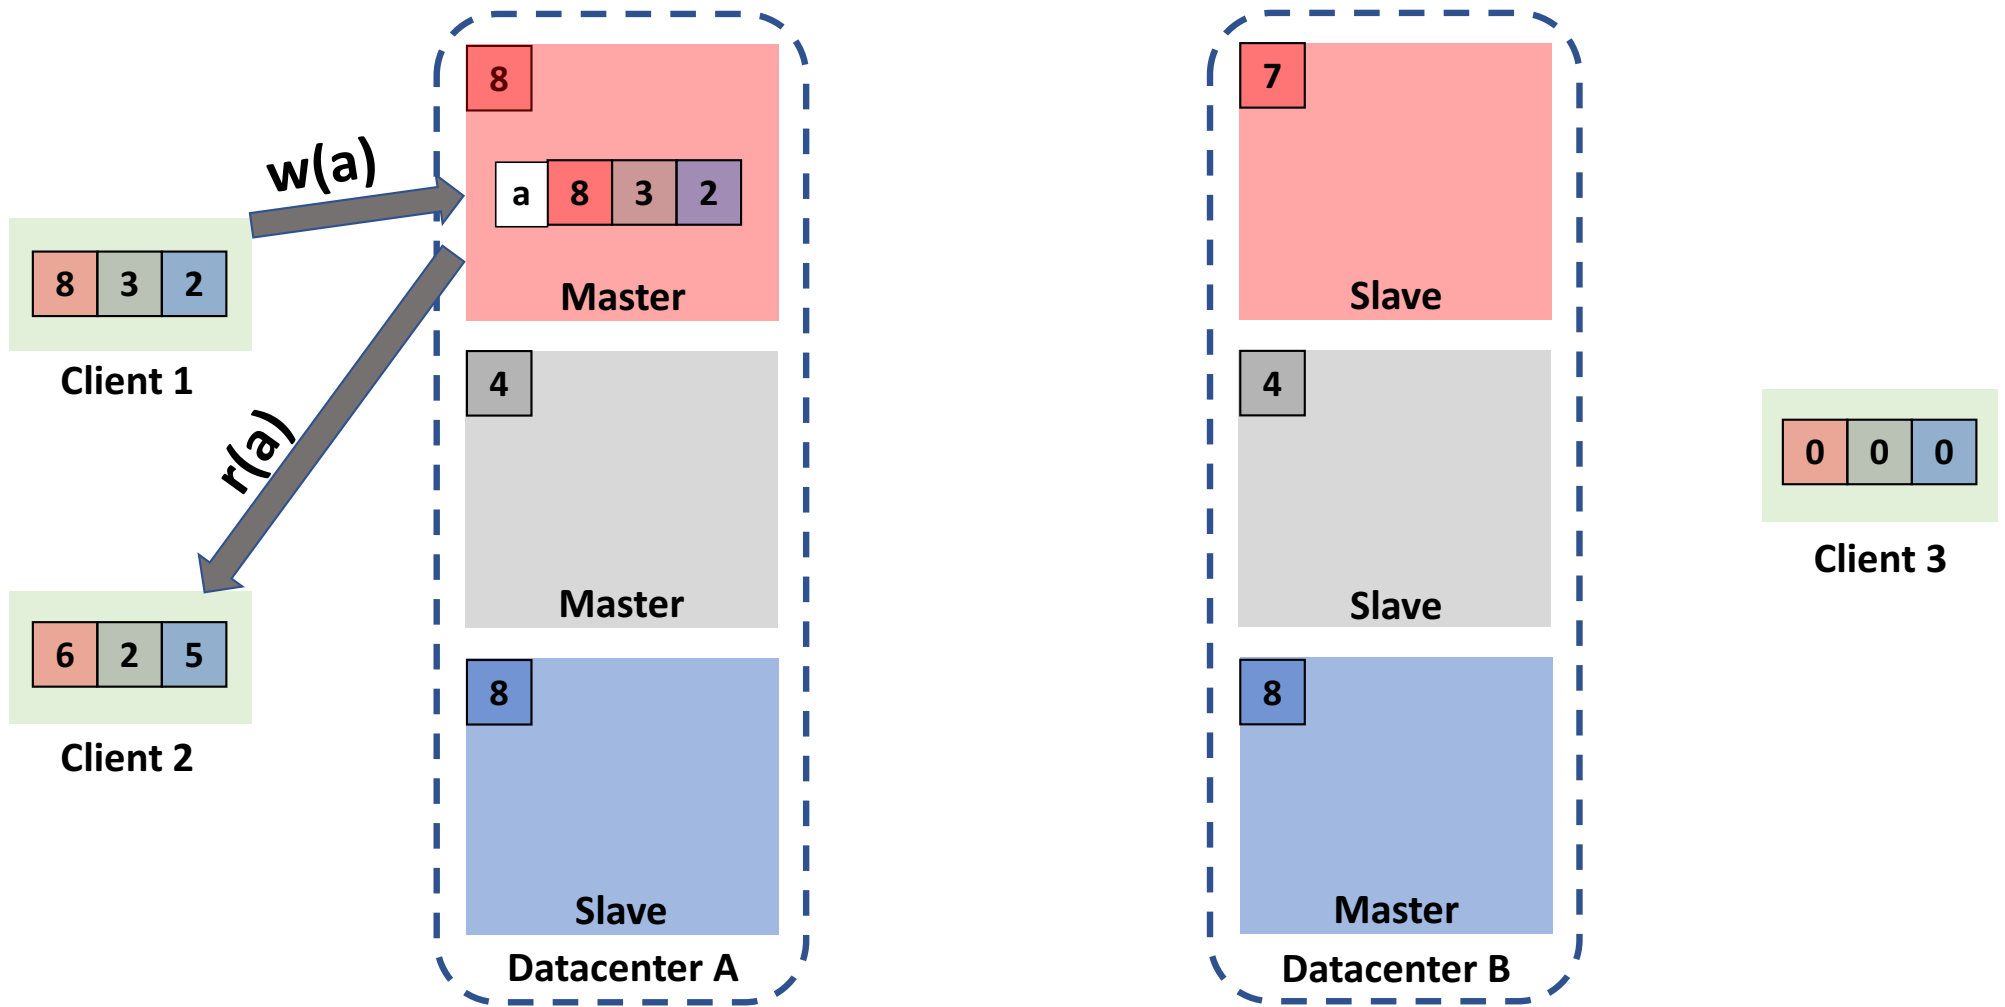 8
w(a)
a 8 3 2
8 3 2
Master
Client 1
4
r(a)
Master
6 2 5
Client 2
8
Slave
Datacenter A
7
Slave
4
Slave
8
Master
Datacenter B
0 0 0
Client 3